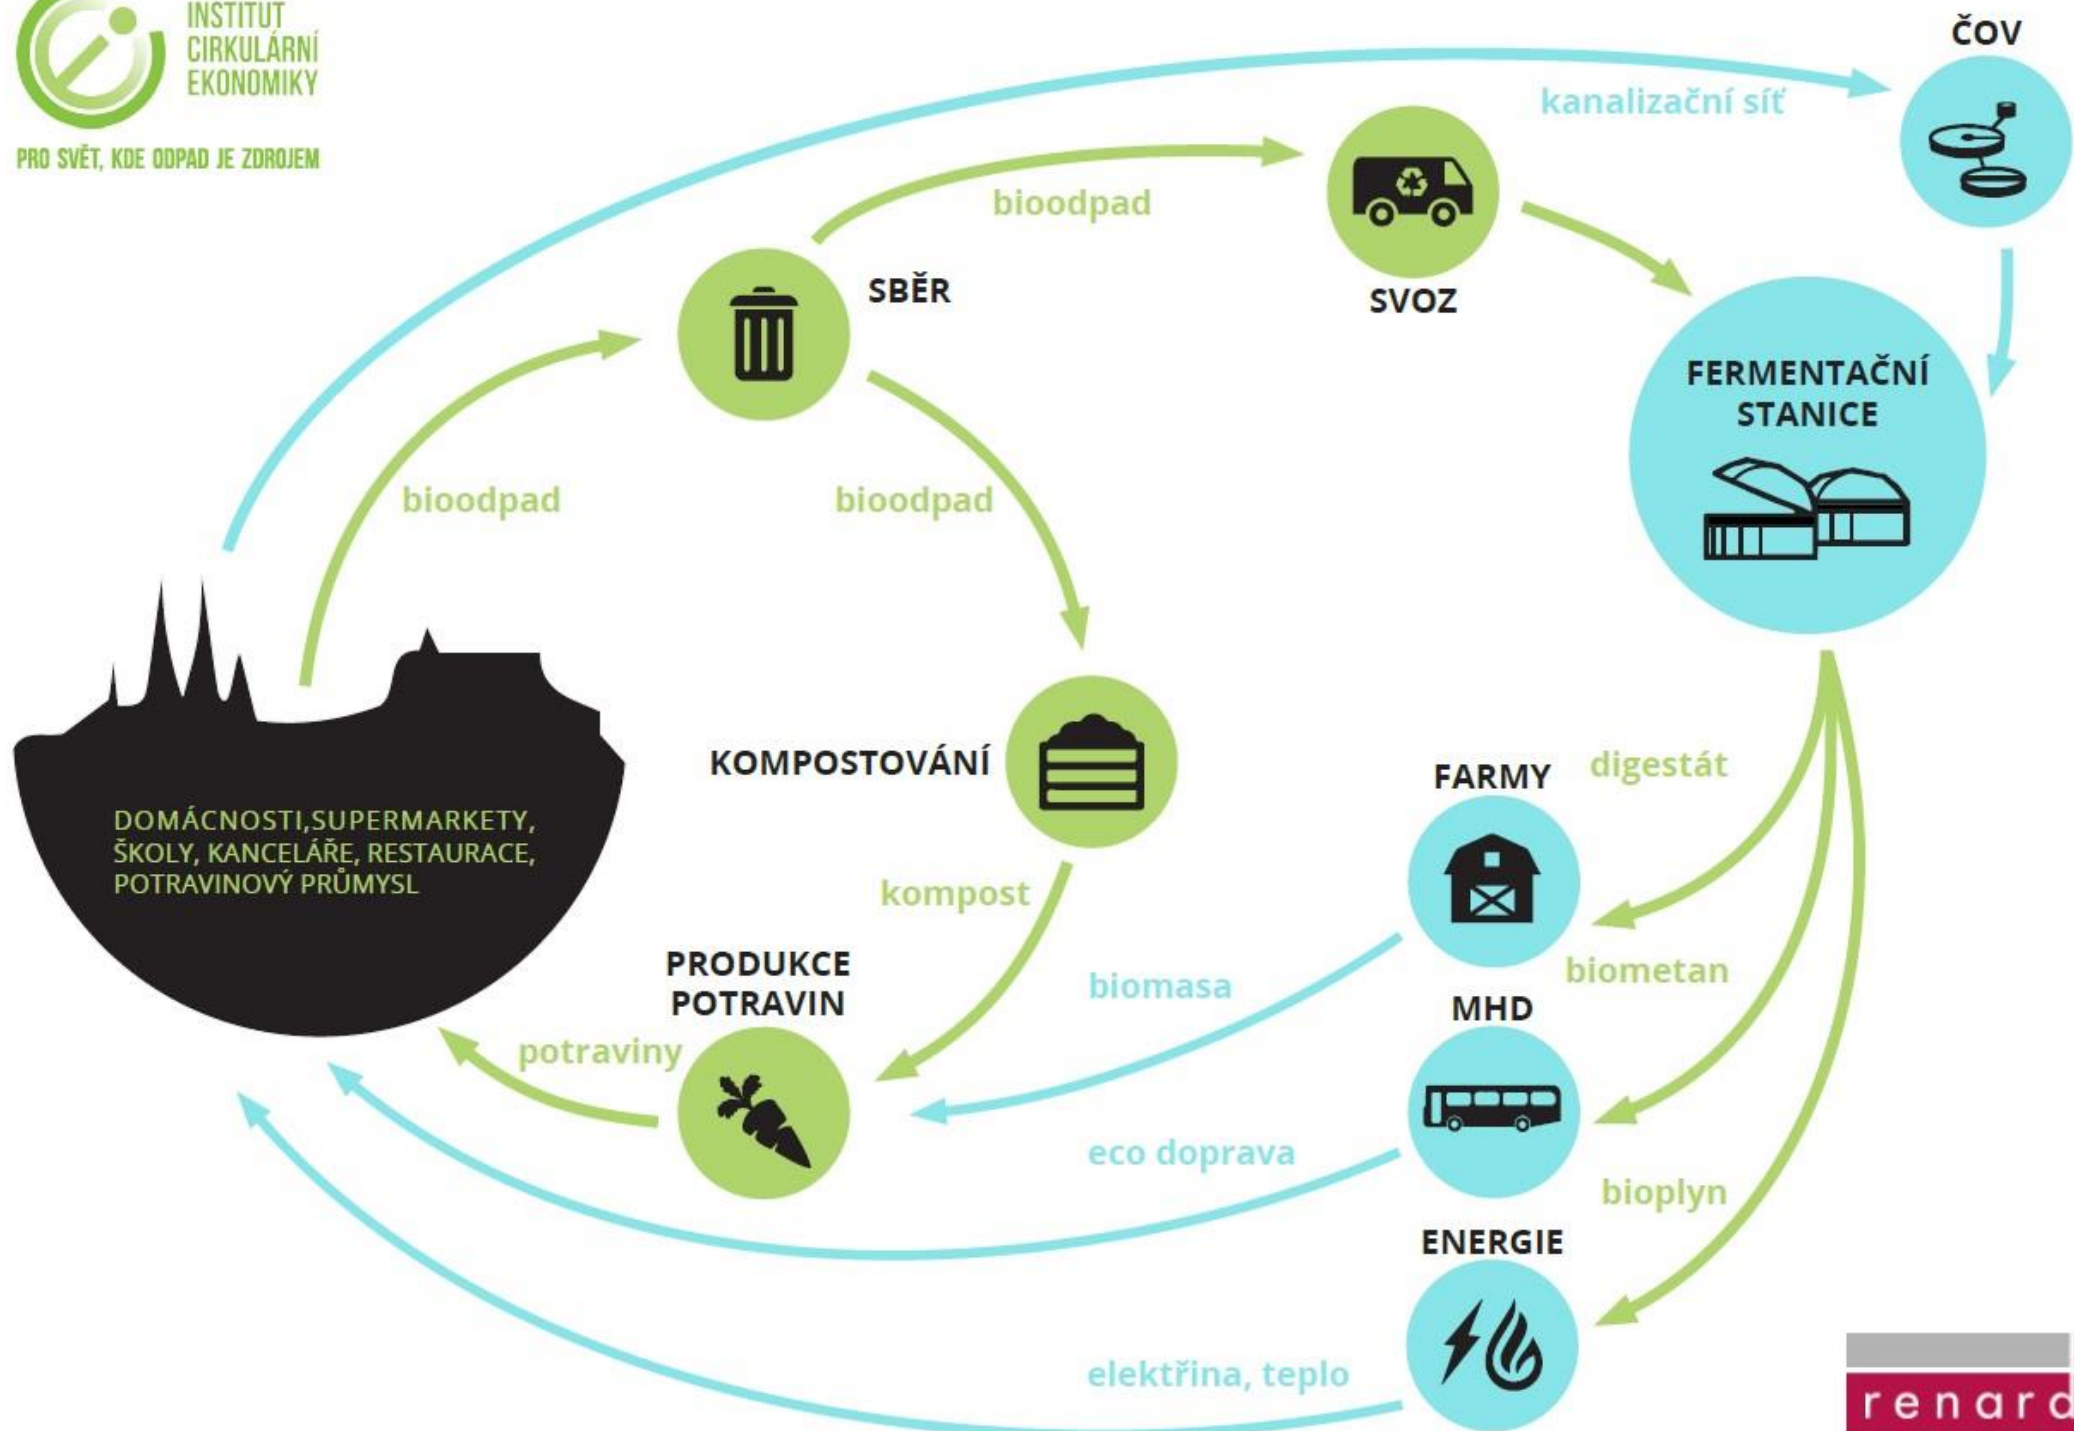 INSTITUT
CIRKULÁRNÍ
EKONOMIKY
PRO SVĚT, KDE ODPAD JE ZDROJEM
ČOV
kanalizační síť
bioodpad
SBĚR
SVOZ
FERMENTAČNÍ
STANICE
bioodpad
bioodpad
KOMPOSTOVÁNÍ
FARMY
digestát
DOMÁCNOSTI,SUPERMARKETY,
ŠKOLY, KANCELÁŘE, RESTAURACE,
POTRAVINOVÝ PRŮMYSL
kompost
PRODUKCE
POTRAVIN
biomasa
biometan
MHD
potraviny
eco doprava
bioplyn
ENERGIE
elektřina, teplo
renard